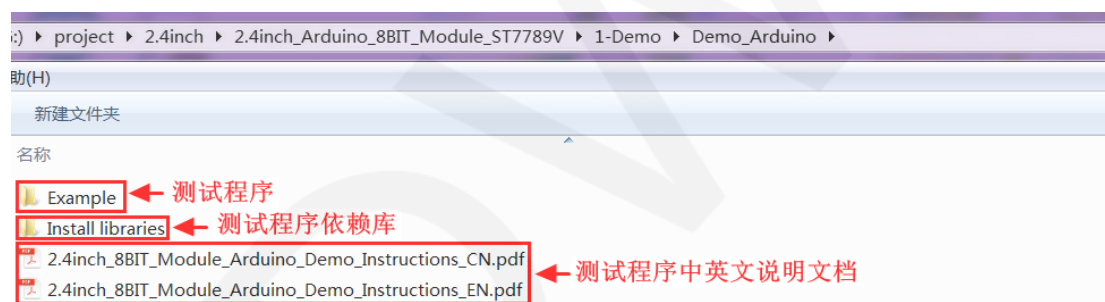 :) ▸ project ▸ 2.4inch ▸ 2.4inch_Arduino_8BIT_Module_ST7789V ▸ 1-Demo ▸ Demo_Arduino ▸
助(H)
新建文件夹
名称
Example 测试程序
Install libraries 测试程序依赖库
2.4inch_8BIT_Module_Arduino_Demo_Instructions_CN.pdf
测试程序中英文说明文档
2.4inch_8BIT_Module_Arduino_Demo_Instructions_EN.pdf